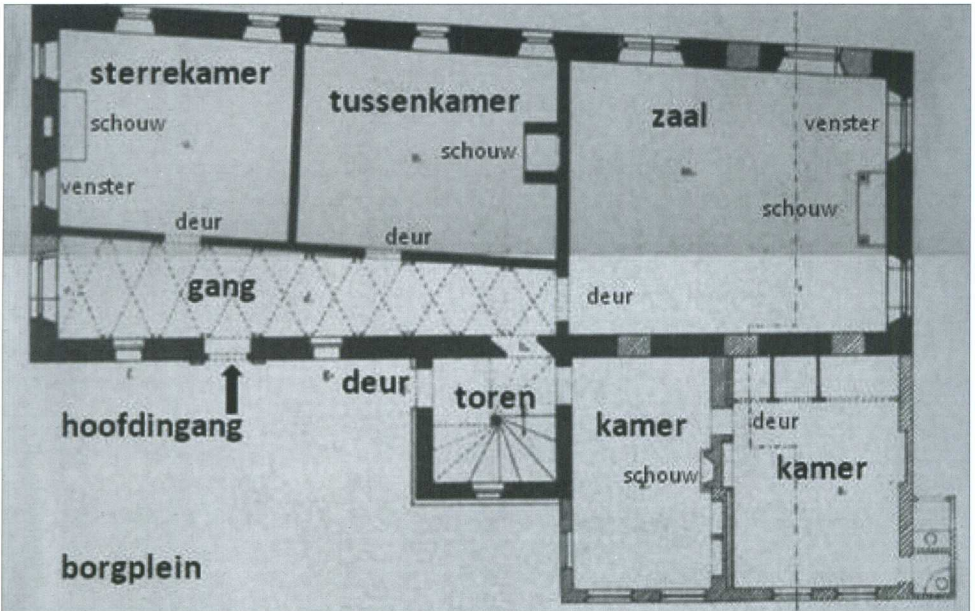 sterrekamer
tussenkamer
zaal
schouw
venster
schouw
venster
schouw
deur
deur
gang
deur
deur
toren
hoofdingang
kamer
deur
schouw
kamer
borgplein